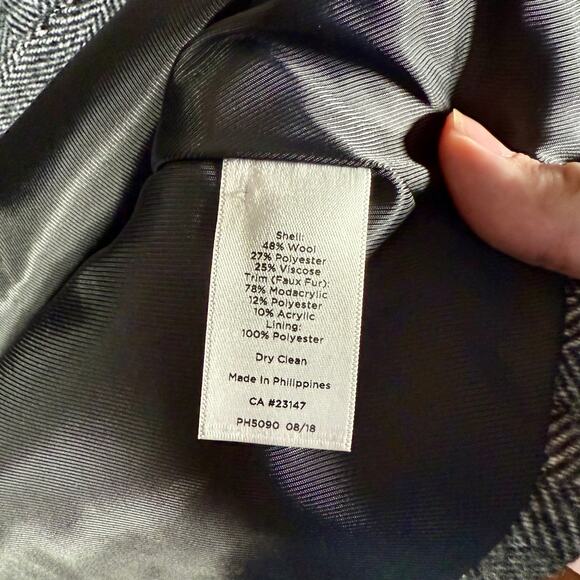 Shell:
48% Wool
27% Polyester
25% Viscose
Trim (Faux Fur):
78% Modacrylic
12% Polyester
10% Acrylic
Lining:
100% Polyester
Dry Clean
Made In Philippines
CA #23147
PH5090 08/18